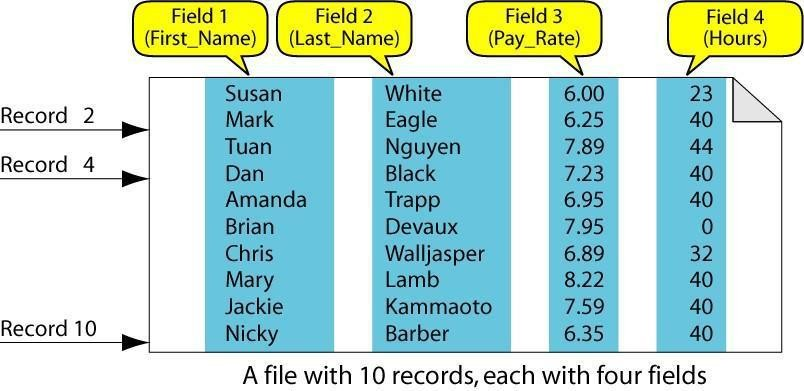 Field 1 Field 2 Field 3 Field 4
(First_Name) (Last_Name) (Pay_Rate) (Hours)
Susan White 6.00 23
Record 2 Mark Eagle 6.25 40
Tuan Nguyen 7.89 44
Record 4 Dan Black 7.23 40
Amanda Trapp 6.95 40
Brian Devaux 7.95 0
Chris Walljasper 6.89 32
Mary Lamb 8.22 40
Jackie Kammaoto 7.59 40
Record 10 Nicky Barber 6.35 40
A file with 10 records, each with four fields